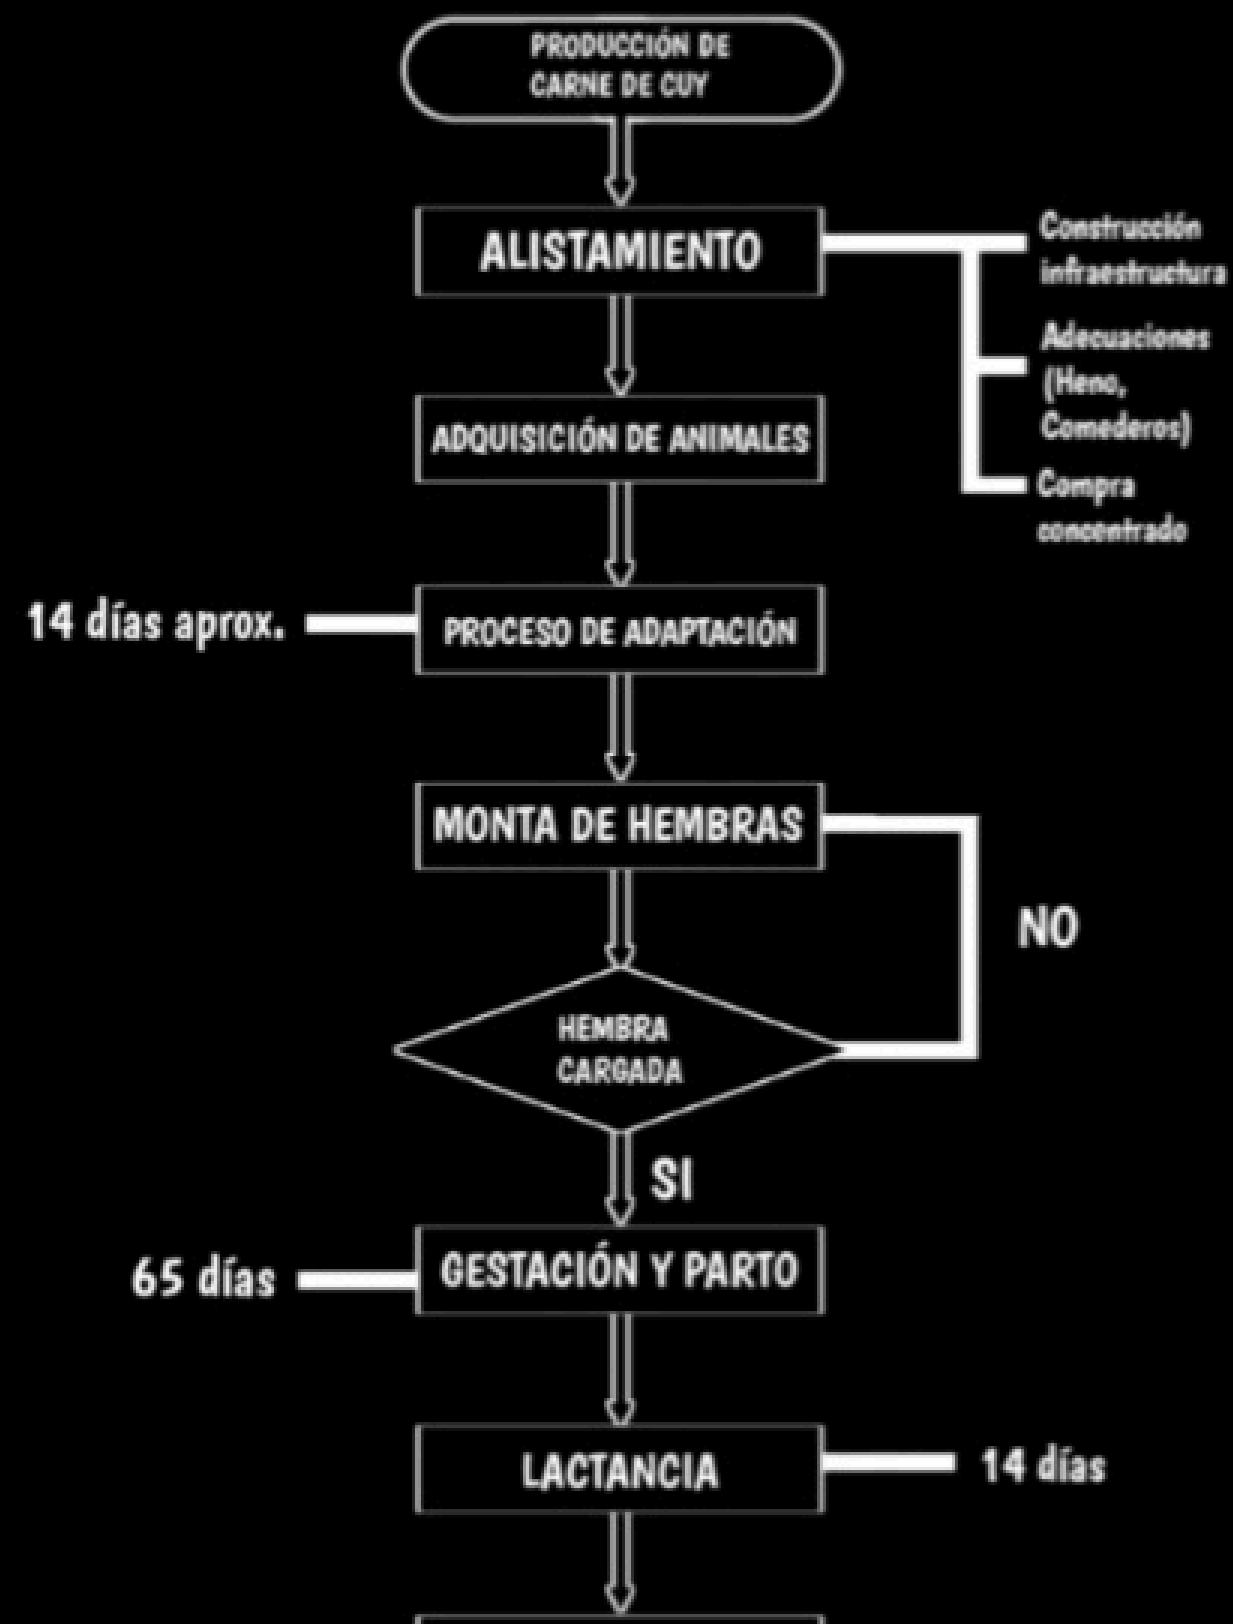 PRODUCCIÓN DE
CARNE DE CUY
ALISTAMIENTO
Construcción
infraestructura
Adecuaciones
(Heno,
Comederos)
Compra
concentrado
ADQUISICIÓN DE ANIMALES
14 días aprox.
PROCESO DE ADAPTACIÓN
MONTA DE HEMBRAS
NO
HEMBRA
CARGADA
SI
65 días
GESTACIÓN Y PARTO
LACTANCIA
14 días